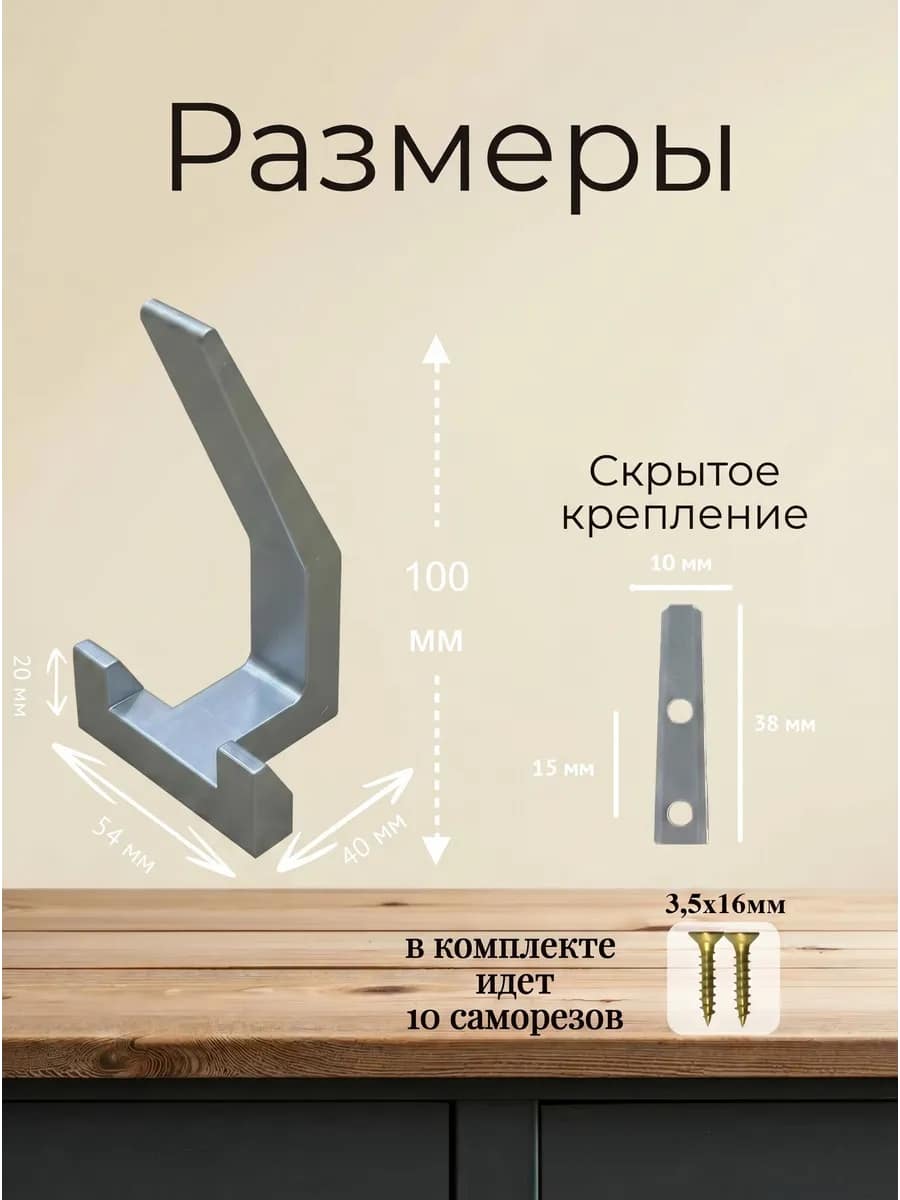 Размеры
Скрытое
крепление
10 мм
100
мм
20 мм
38 мм
15 мм
54 мм
40 мм
3,5х16мм
в комплекте
идет
10 саморезов